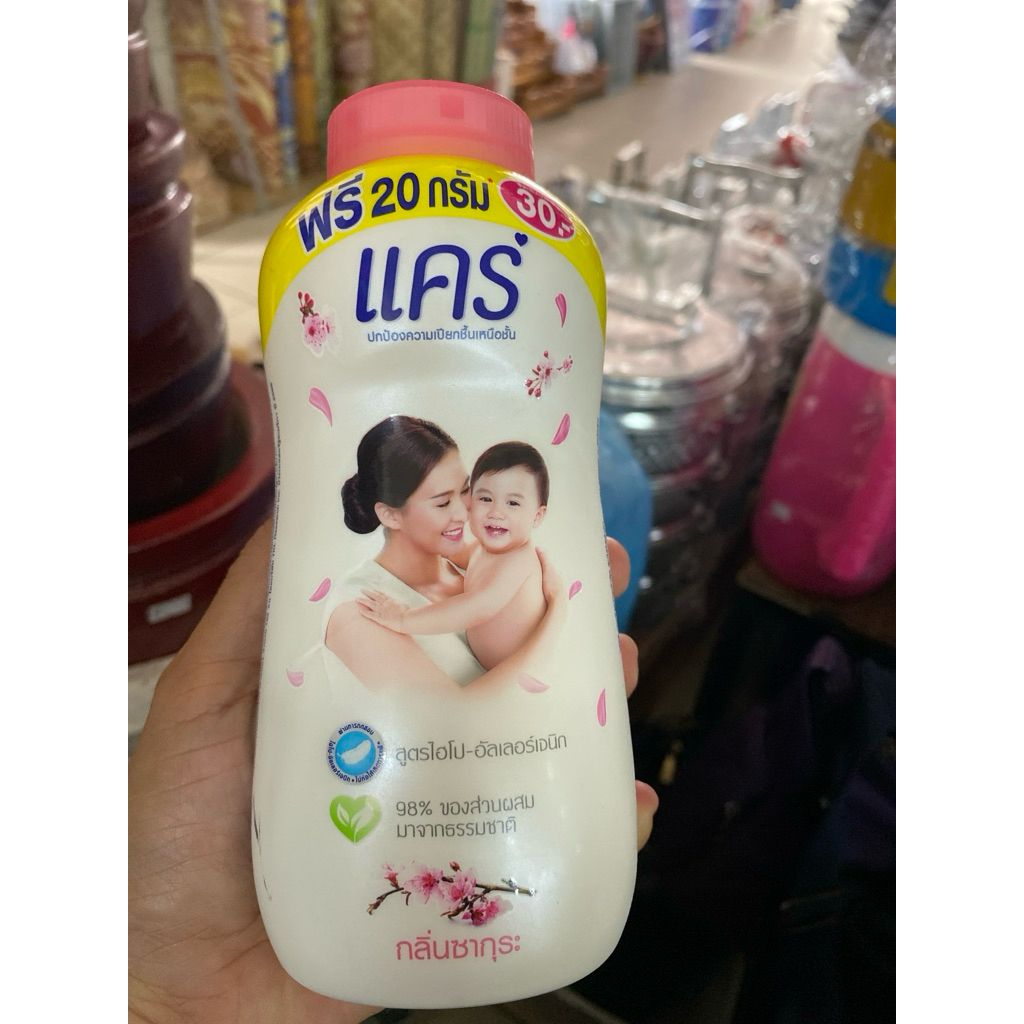 ฟรี 20 กรัม 30.-
แคร์
ปกป้องความเปียกชื้นเหนือชั้น
สูตรไฮโป-อัลเลอร์เจนิก
98% ของส่วนผสม
มาจากธรรมชาติ
กลิ่นซากุระ